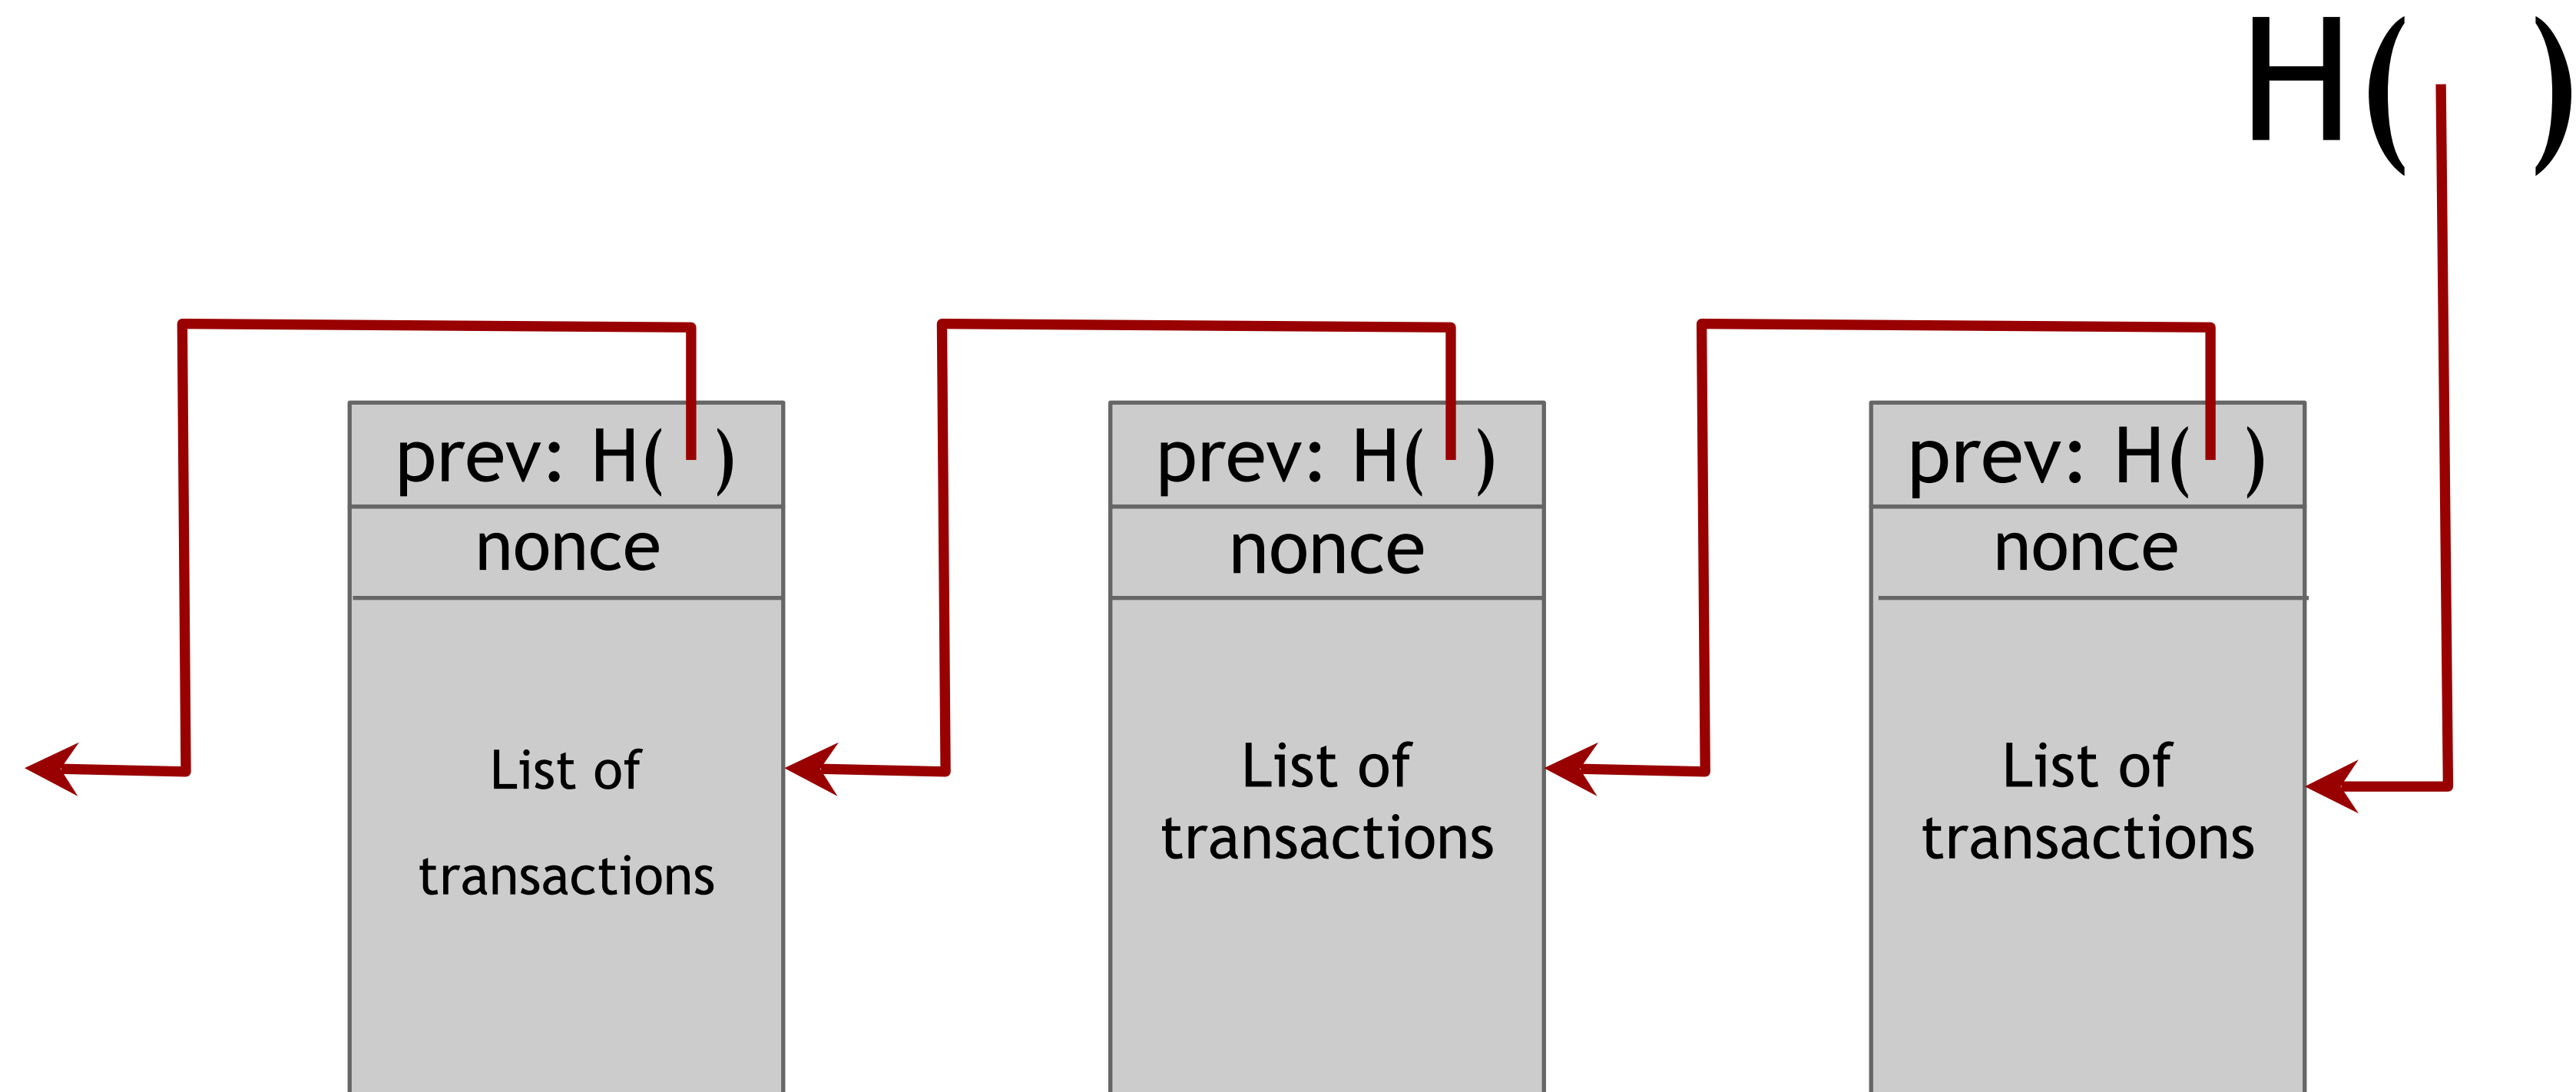 H( )
prev: H( )
nonce
List of
transactions
prev: H( )
nonce
List of
transactions
prev: H( )
nonce
List of
transactions